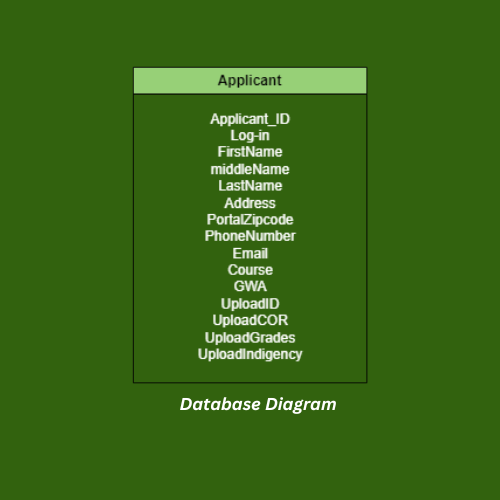 Applicant
Applicant_ID
Log-in
FirstName
middleName
LastName
Address
PortalZipcode
PhoneNumber
Email
Course
GWA
UploadID
UploadCOR
UploadGrades
UploadIndigency
Database Diagram